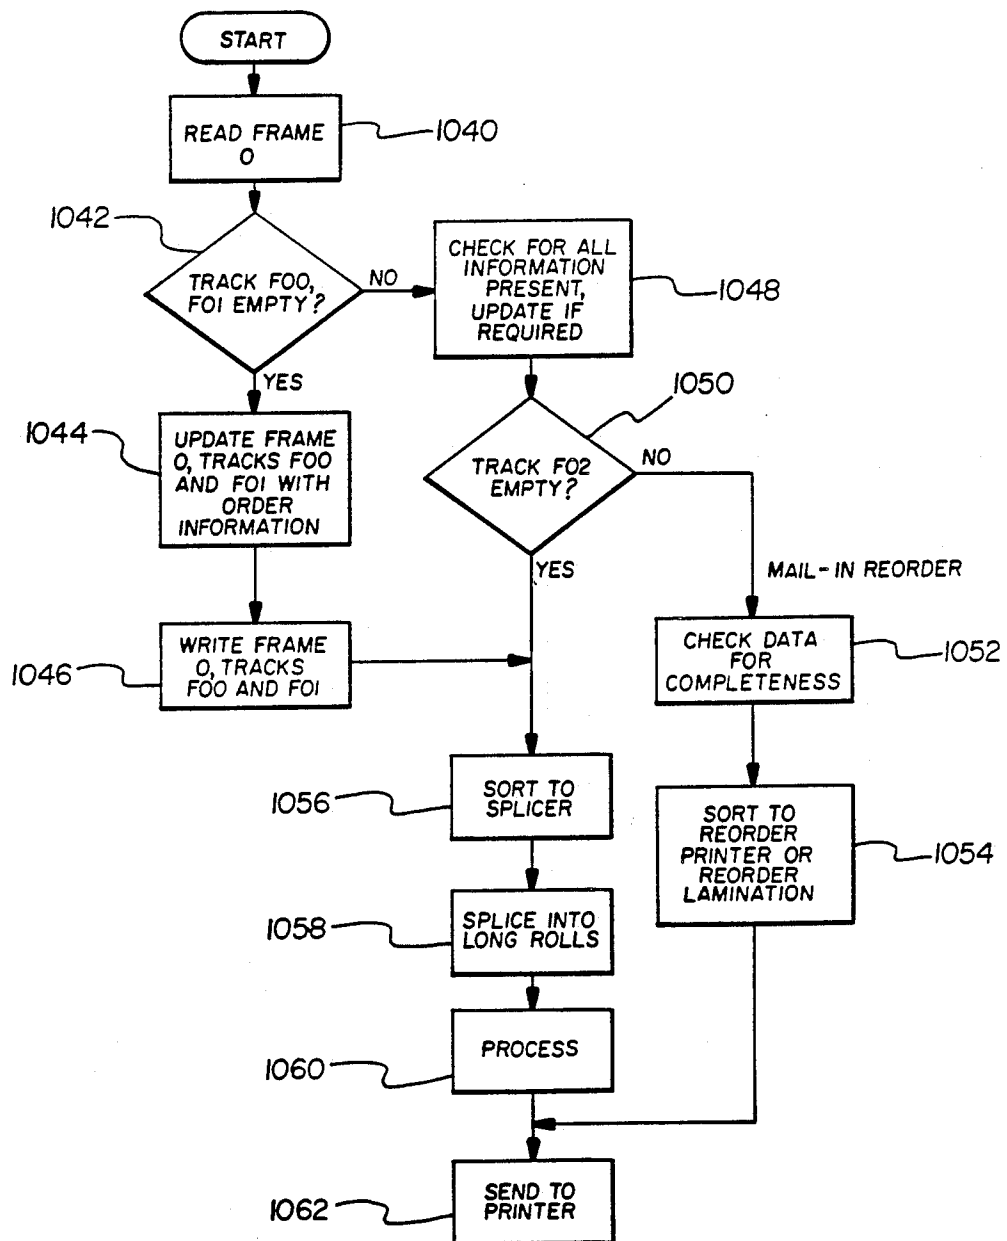 START
READ FRAME
0
1040
1042
TRACK F00,
F01 EMPTY?
NO
CHECK FOR ALL
INFORMATION
PRESENT,
UPDATE IF
REQUIRED
1048
YES
1050
1044
UPDATE FRAME
0, TRACKS F00
AND F01 WITH
ORDER
INFORMATION
TRACK F02
EMPTY?
NO
YES
MAIL-IN REORDER
1046
WRITE FRAME
0, TRACKS
F00 AND F01
CHECK DATA
FOR
COMPLETENESS
1052
1056
SORT TO
SPLICER
SORT TO
REORDER
PRINTER OR
REORDER
LAMINATION
1054
1058
SPLICE INTO
LONG ROLLS
1060
PROCESS
1062
SEND TO
PRINTER